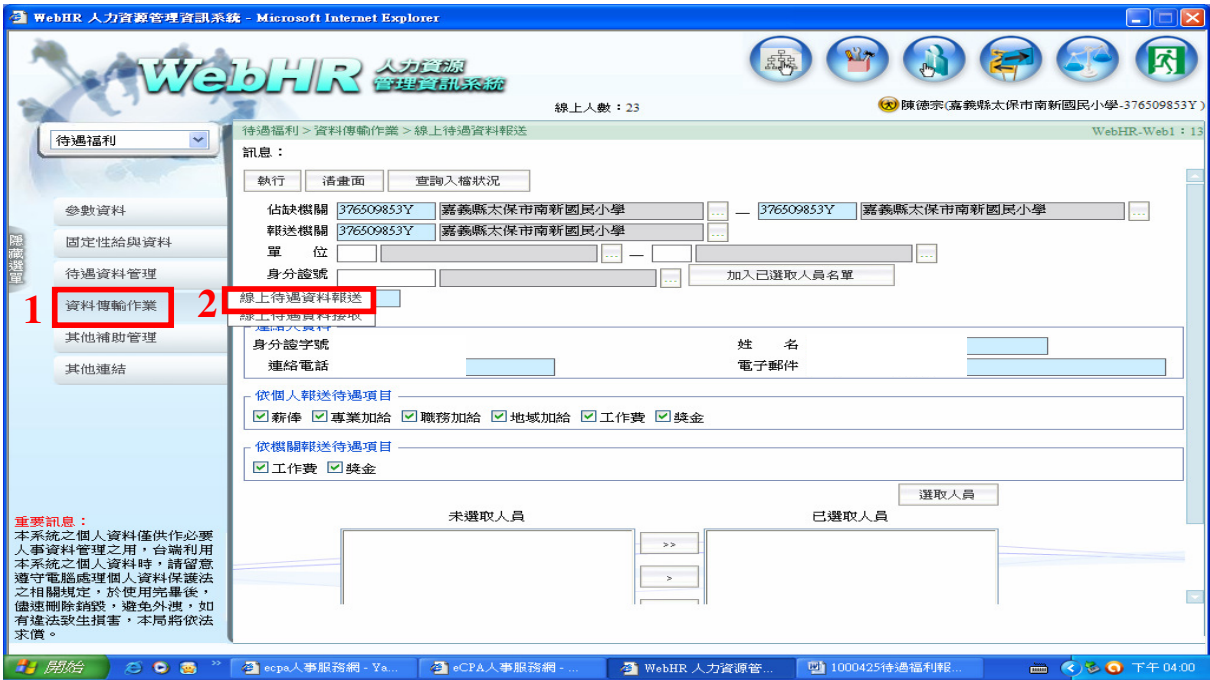 WebHR 人力資源管理資訊系統 - Microsoft Internet Explorer
WebHR 人力資源
管理資訊系統
線上人數：23
陳德宗(嘉義縣太保市南新國民小學-376509853Y)
待遇福利
待遇福利 > 資料傳輸作業 > 線上待遇資料報送
WebHR-Web1：13
訊息：
執行 清畫面 查詢入檔狀況
參數資料
固定性給與資料
待遇資料管理
資料傳輸作業
其他補助管理
其他連結
隱藏選單
1
2
佔缺機關 376509853Y 嘉義縣太保市南新國民小學 ... — 376509853Y 嘉義縣太保市南新國民小學 ...
報送機關 376509853Y 嘉義縣太保市南新國民小學 ...
單 位 ... — ...
身分證號 ... 加入已選取人員名單
線上待遇資料報送
線上待遇資料接收
連絡人資料
身分證字號 姓 名
連絡電話 電子郵件
依個人報送待遇項目
薪俸 專業加給 職務加給 地域加給 工作費 獎金
依機關報送待遇項目
工作費 獎金
選取人員
未選取人員 已選取人員
>>
>
重要訊息：
本系統之個人資料僅供作必要
人事資料管理之用，台端利用
本系統之個人資料時，請留意
遵守電腦處理個人資料保護法
之相關規定，於使用完畢後，
儘速刪除銷毀，避免外洩，如
有違法致生損害，本局將依法
求償。
開始 » ecpa人事服務網 - Ya... eCPA人事服務網 - ... WebHR 人力資源管... 1000425待遇福利報... 下午 04:00